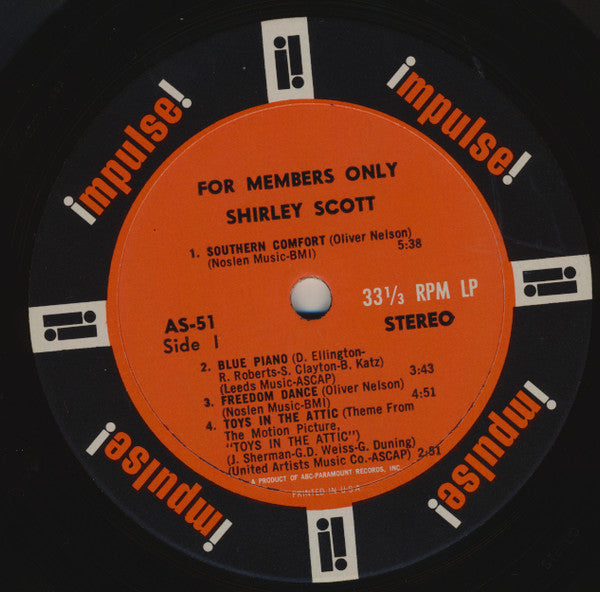 impulse!
impulse!
FOR MEMBERS ONLY
SHIRLEY SCOTT
1. SOUTHERN COMFORT (Oliver Nelson)
(Noslen Music-BMI) 5:38
33 1/3 RPM LP
AS-51
STEREO
Side 1
2. BLUE PIANO (D. Ellington-
R. Roberts-S. Clayton-B. Katz)
(Leeds Music-ASCAP) 3:43
3. FREEDOM DANCE (Oliver Nelson)
(Noslen Music-BMI) 4:51
4. TOYS IN THE ATTIC (Theme From
The Motion Picture,
"TOYS IN THE ATTIC")
(J. Sherman-G.D. Weiss-G. Duning)
(United Artists Music Co.-ASCAP) 2:51
A PRODUCT OF ABC-PARAMOUNT RECORDS, INC.
PRINTED IN U.S.A.
impulse!
impulse!